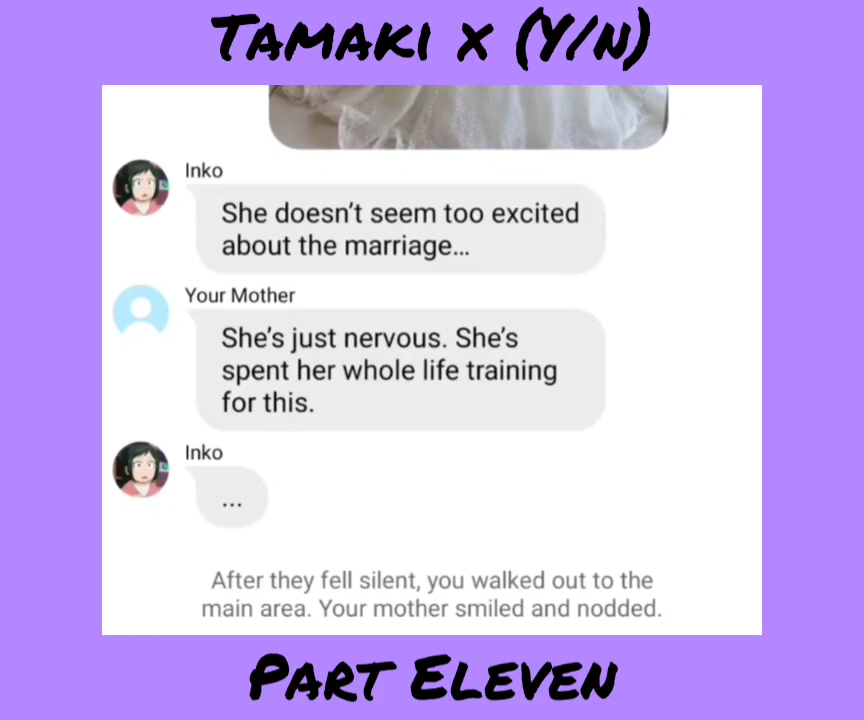 Tamaki x (Y/n)
Inko
She doesn't seem too excited
about the marriage...
Your Mother
She's just nervous. She's
spent her whole life training
for this.
Inko
...
After they fell silent, you walked out to the
main area. Your mother smiled and nodded.
Part Eleven